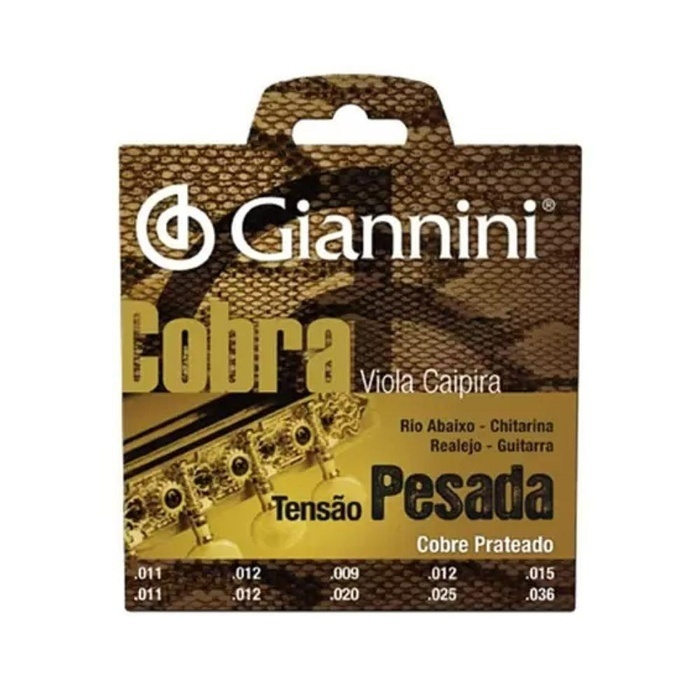 Giannini®
Cobra
Viola Caipira
Rio Abaixo - Chitarina
Realejo - Guitarra
Tensão Pesada
Cobre Prateado
.011 .012 .009 .012 .015
.011 .012 .020 .025 .036